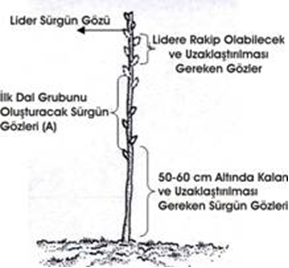 Lider Sürgün Gözü
Lidere Rakip Olabilecek
ve Uzaklaştırılması
Gereken Gözler
İlk Dal Grubunu
Oluşturacak Sürgün
Gözleri (A)
50-60 cm Altında Kalan
ve Uzaklaştırılması
Gereken Sürgün Gözleri